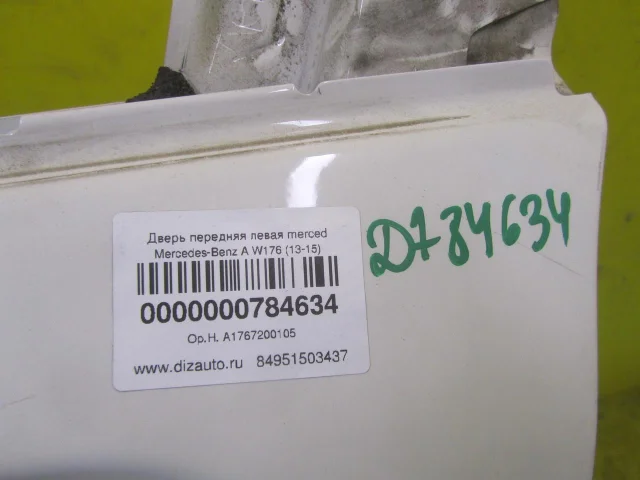 Дверь передняя левая merced
Mercedes-Benz A W176 (13-15)
0000000784634
Ор.Н. A1767200105
www.dizauto.ru 84951503437
D784634